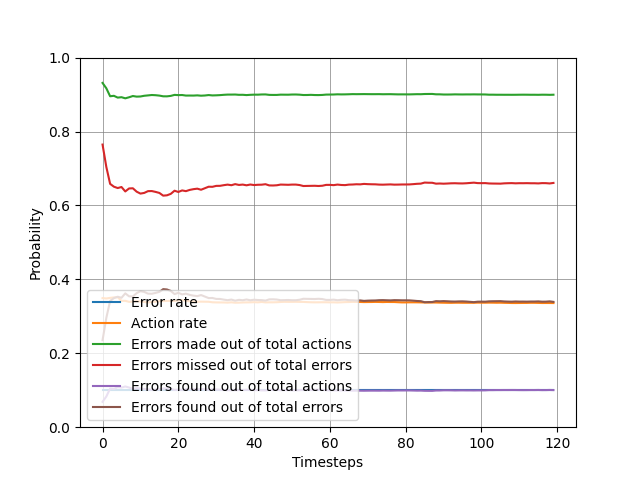 1.0
0.8
0.6
0.4
0.2
0.0
Probability
Error rate
Action rate
Errors made out of total actions
Errors missed out of total errors
Errors found out of total actions
Errors found out of total errors
0 20 40 60 80 100 120
Timesteps